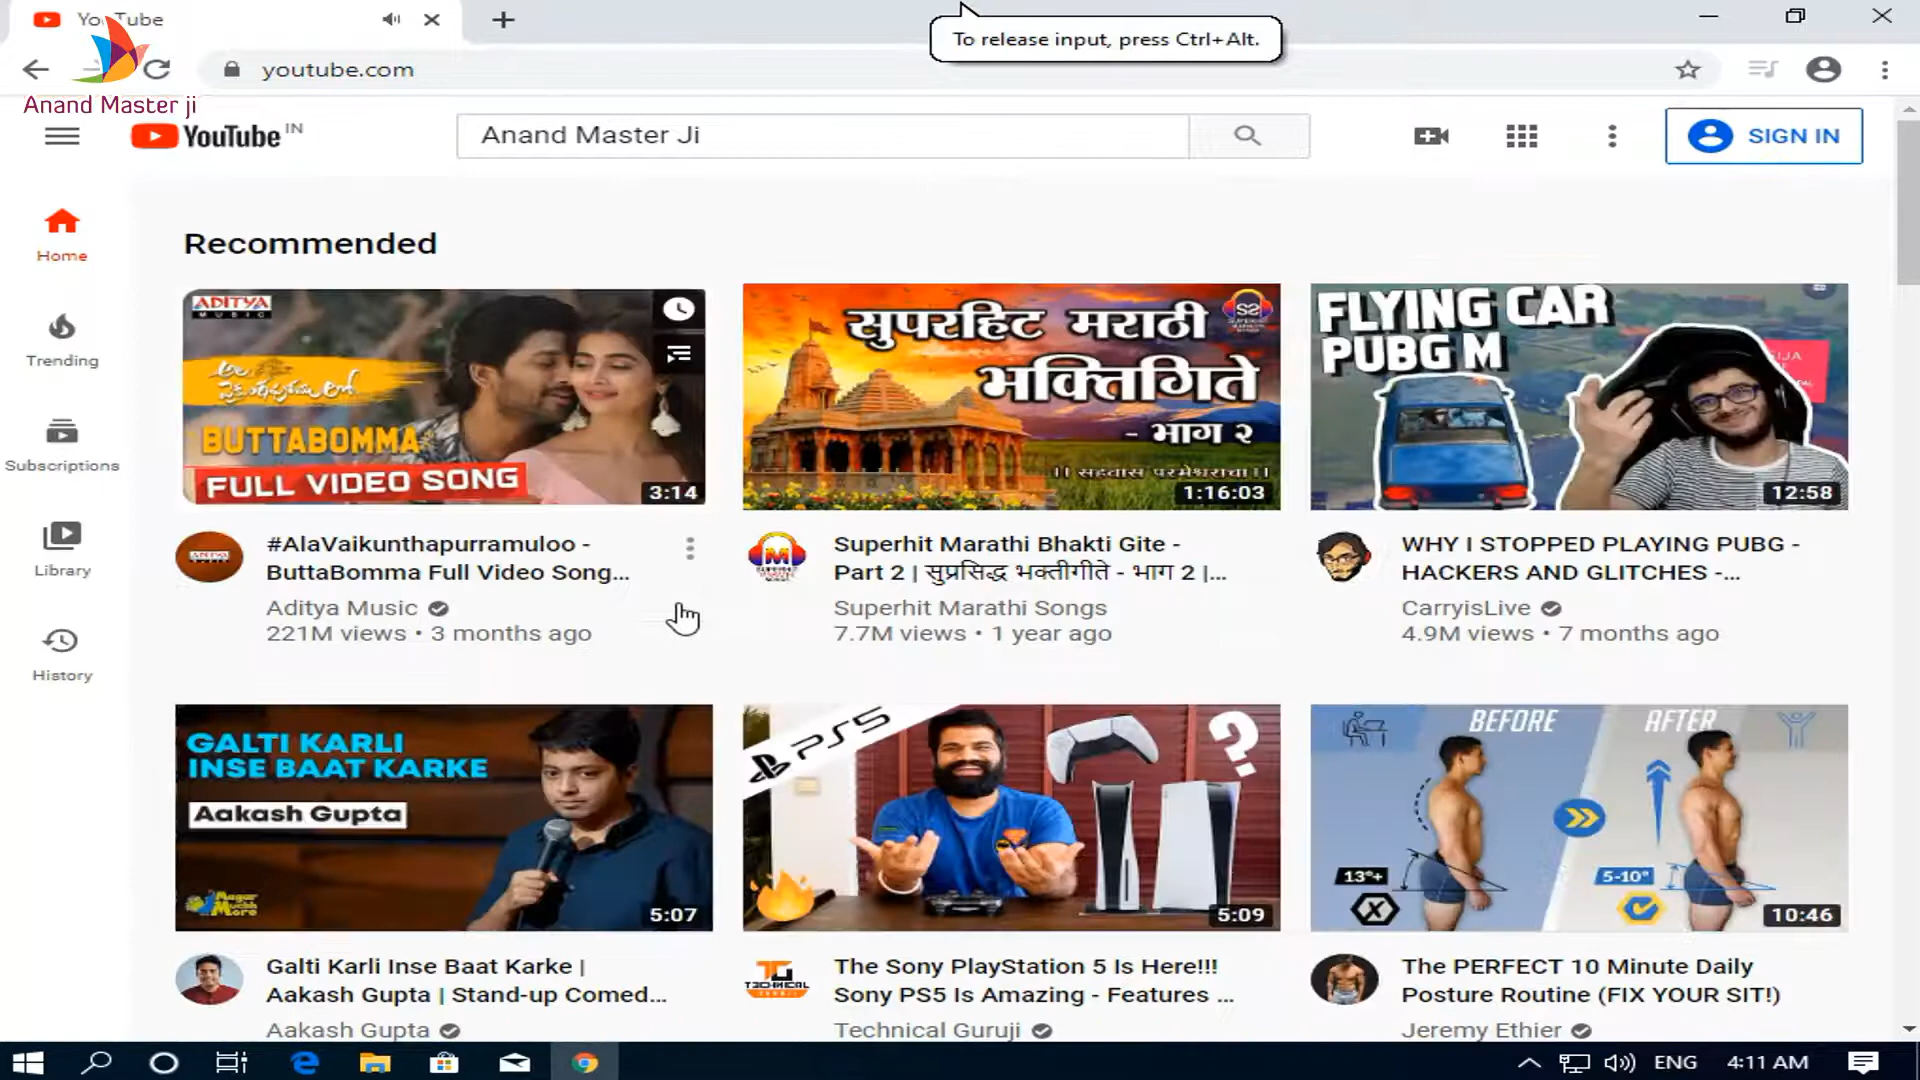 YouTube
To release input, press Ctrl+Alt.
youtube.com
Anand Master ji
YouTube IN
Anand Master Ji
SIGN IN
Home
Trending
Subscriptions
Library
History
Recommended
ADITYA
MUSIC
BUTTABOMMA
FULL VIDEO SONG
3:14
#AlaVaikunthapurramuloo -
ButtaBomma Full Video Song...
Aditya Music
221M views • 3 months ago
सुपरहिट मराठी
भक्तिगिते
- भाग २
।। सहवास परमेश्वराचा ।।
1:16:03
Superhit Marathi Bhakti Gite -
Part 2 | सुप्रसिद्ध भक्तीगीते - भाग 2 |...
Superhit Marathi Songs
7.7M views • 1 year ago
FLYING CAR
PUBG M
12:58
WHY I STOPPED PLAYING PUBG -
HACKERS AND GLITCHES -...
CarryisLive
4.9M views • 7 months ago
GALTI KARLI
INSE BAAT KARKE
Aakash Gupta
5:07
Galti Karli Inse Baat Karke |
Aakash Gupta | Stand-up Comed...
Aakash Gupta
PS5
?
5:09
The Sony PlayStation 5 Is Here!!!
Sony PS5 Is Amazing - Features ...
Technical Guruji
BEFORE
AFTER
13°+
5-10°
10:46
The PERFECT 10 Minute Daily
Posture Routine (FIX YOUR SIT!)
Jeremy Ethier
ENG
4:11 AM